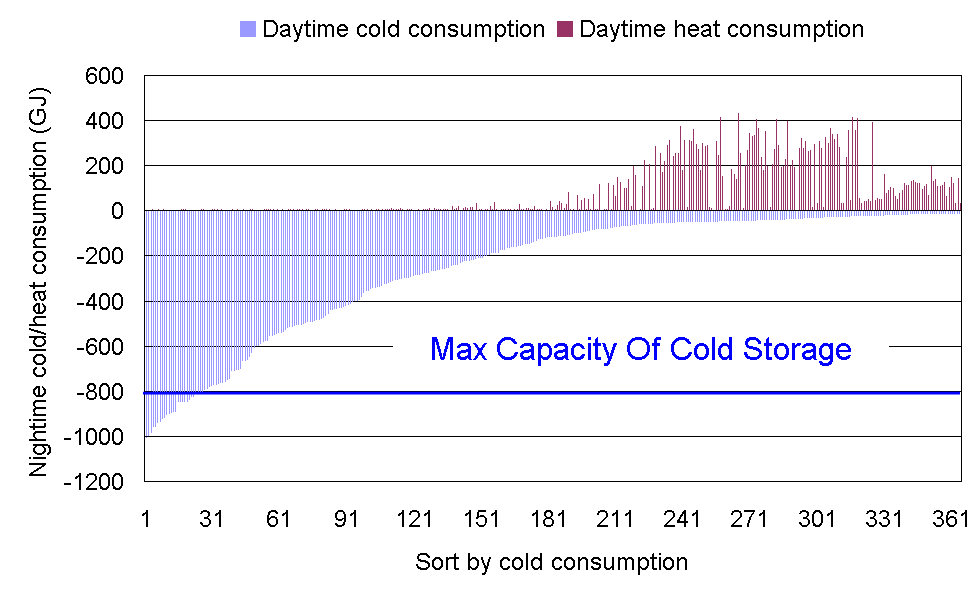 Daytime cold consumption Daytime heat consumption
Nightime cold/heat consumption (GJ)
600
400
200
0
-200
-400
-600
-800
-1000
-1200
Max Capacity Of Cold Storage
1 31 61 91 121 151 181 211 241 271 301 331 361
Sort by cold consumption